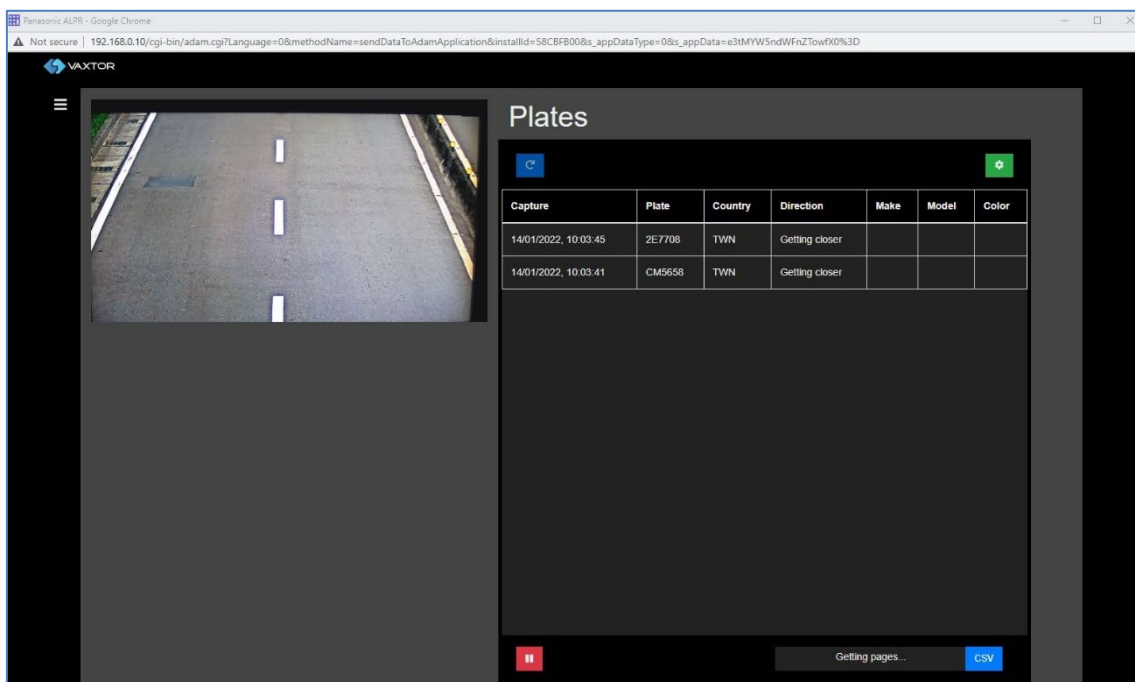 Panasonic ALPR - Google Chrome
Not secure | 192.168.0.10/cgi-bin/adam.cgi?Language=0&methodName=sendDataToAdamApplication&installId=58CBFB00&s_appDataType=0&s_appData=e3tMYW5ndWFnZTowfX0%3D
VAXTOR
Plates
Capture Plate Country Direction Make Model Color
14/01/2022, 10:03:45 2E7708 TWN Getting closer
14/01/2022, 10:03:41 CM5658 TWN Getting closer
Getting pages... CSV